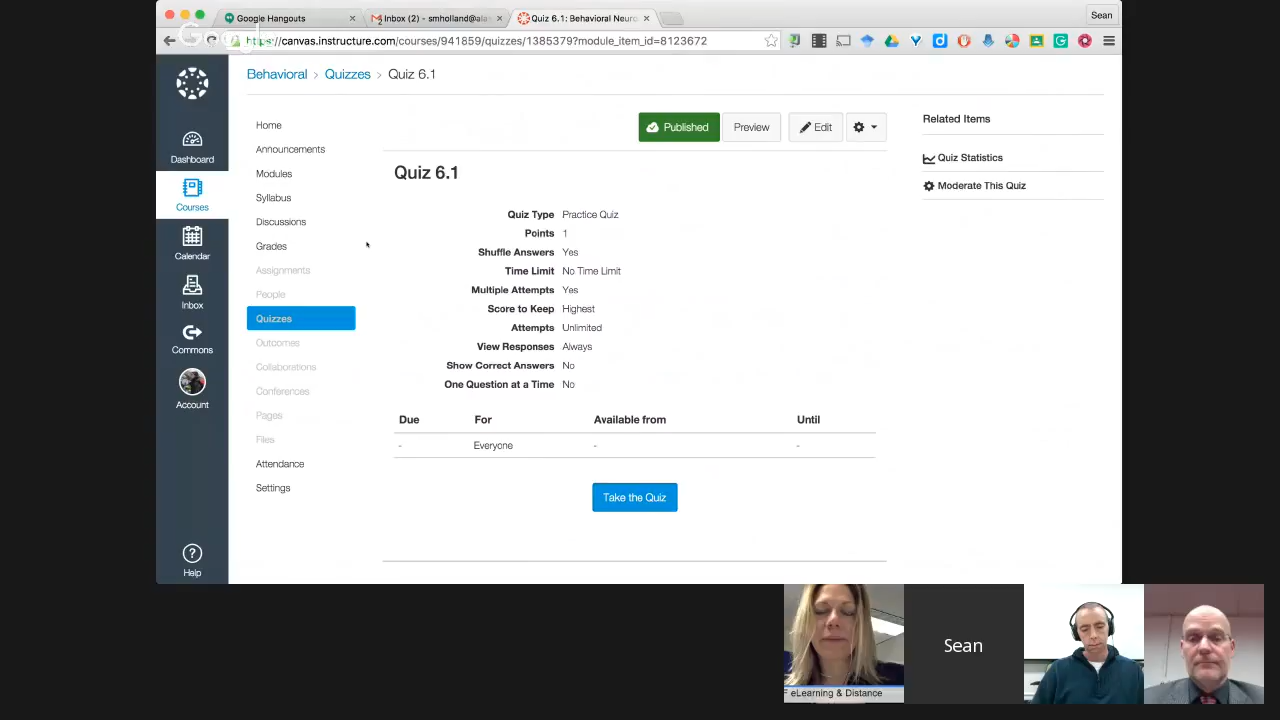 Google Hangouts
Inbox (2) - smholland@alas
Quiz 6.1: Behavioral Neuro
Sean
https://canvas.instructure.com/courses/941859/quizzes/1385379?module_item_id=8123672
Behavioral > Quizzes > Quiz 6.1
Dashboard
Courses
Calendar
Inbox
Commons
Account
Help
Home
Announcements
Modules
Syllabus
Discussions
Grades
Assignments
People
Quizzes
Outcomes
Collaborations
Conferences
Pages
Files
Attendance
Settings
Published Preview Edit
Quiz 6.1
Quiz Type Practice Quiz
Points 1
Shuffle Answers Yes
Time Limit No Time Limit
Multiple Attempts Yes
Score to Keep Highest
Attempts Unlimited
View Responses Always
Show Correct Answers No
One Question at a Time No
Due For Available from Until
- Everyone - -
Take the Quiz
Related Items
Quiz Statistics
Moderate This Quiz
F eLearning & Distance
Sean